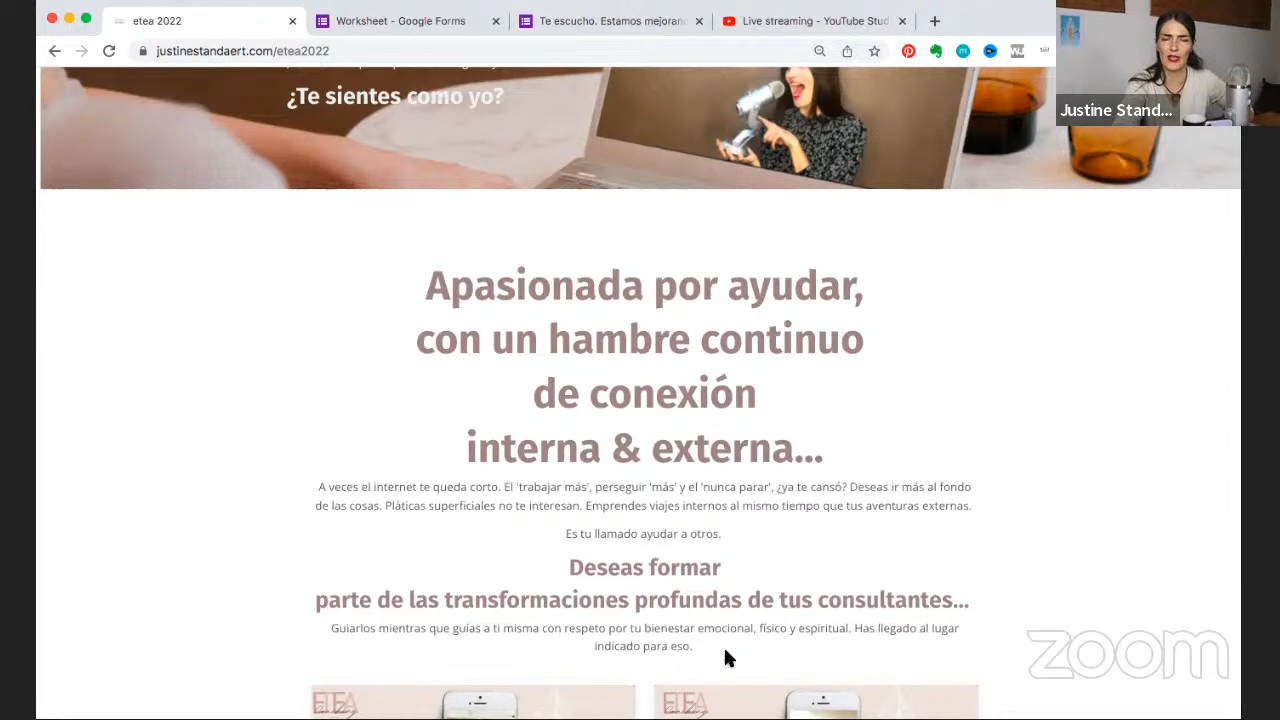 etea 2022
Worksheet - Google Forms
Te escucho. Estamos mejorand
Live streaming - YouTube Stud
justinestandaert.com/etea2022
Justine Stand...
¿Te sientes como yo?
Apasionada por ayudar,
con un hambre continuo
de conexión
interna & externa...
A veces el internet te queda corto. El 'trabajar más', perseguir 'más' y el 'nunca parar', ¿ya te cansó? Deseas ir más al fondo
de las cosas. Pláticas superficiales no te interesan. Emprendes viajes internos al mismo tiempo que tus aventuras externas.
Es tu llamado ayudar a otros.
Deseas formar
parte de las transformaciones profundas de tus consultantes...
Guiarlos mientras que guías a ti misma con respeto por tu bienestar emocional, físico y espiritual. Has llegado al lugar
indicado para eso.
zoom
ETEA
ETEA